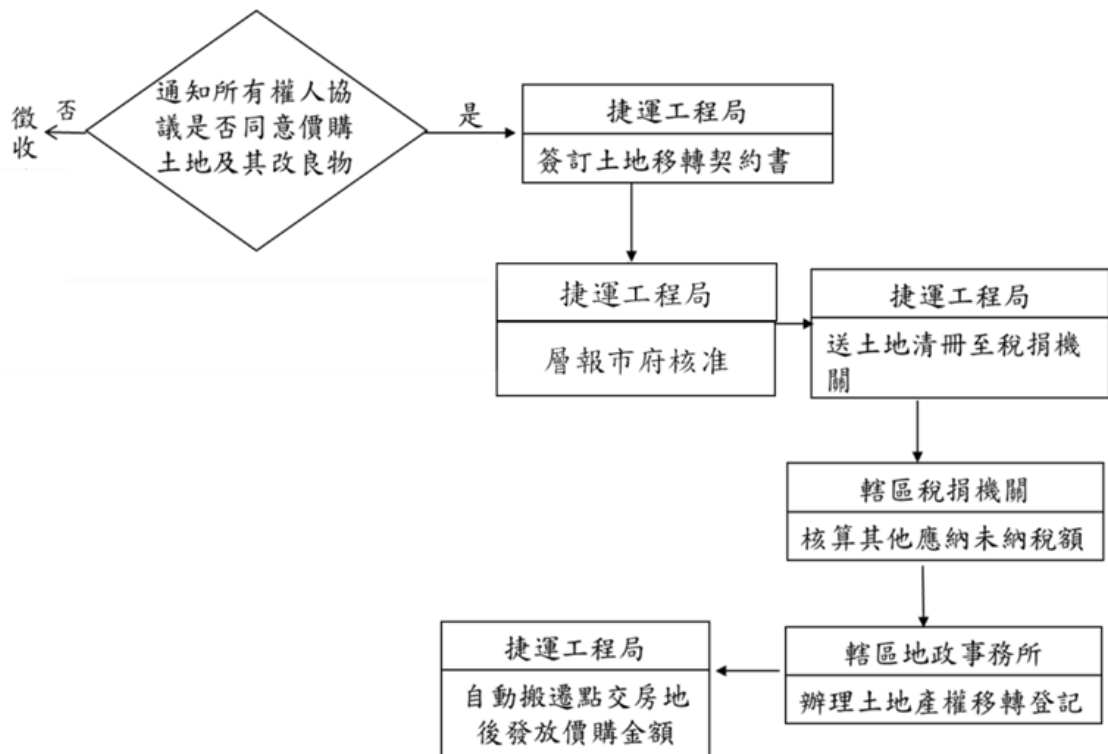 通知所有權人協
議是否同意價購
土地及其改良物
否
徵收
是
捷運工程局
簽訂土地移轉契約書
捷運工程局
層報市府核准
捷運工程局
送土地清冊至稅捐機
關
轄區稅捐機關
核算其他應納未納稅額
轄區地政事務所
辦理土地產權移轉登記
捷運工程局
自動搬遷點交房地
後發放價購金額